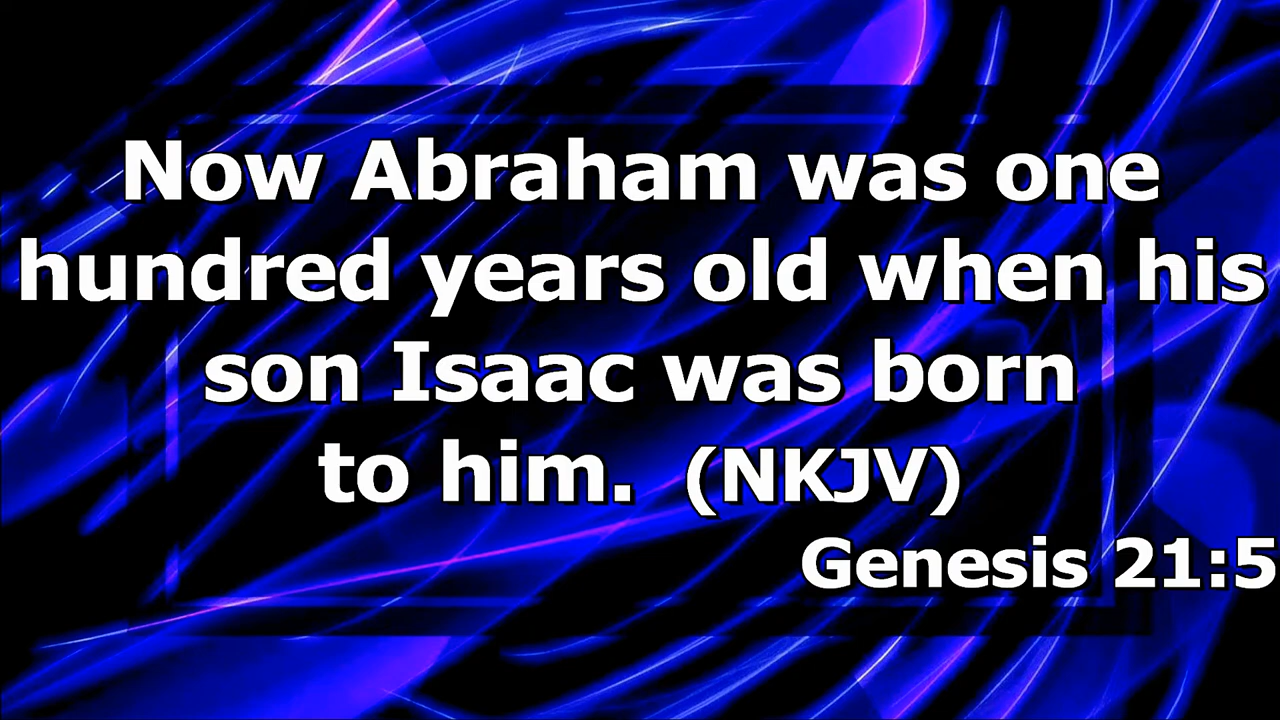 Now Abraham was one
hundred years old when his
son Isaac was born
to him. (NKJV)
Genesis 21:5